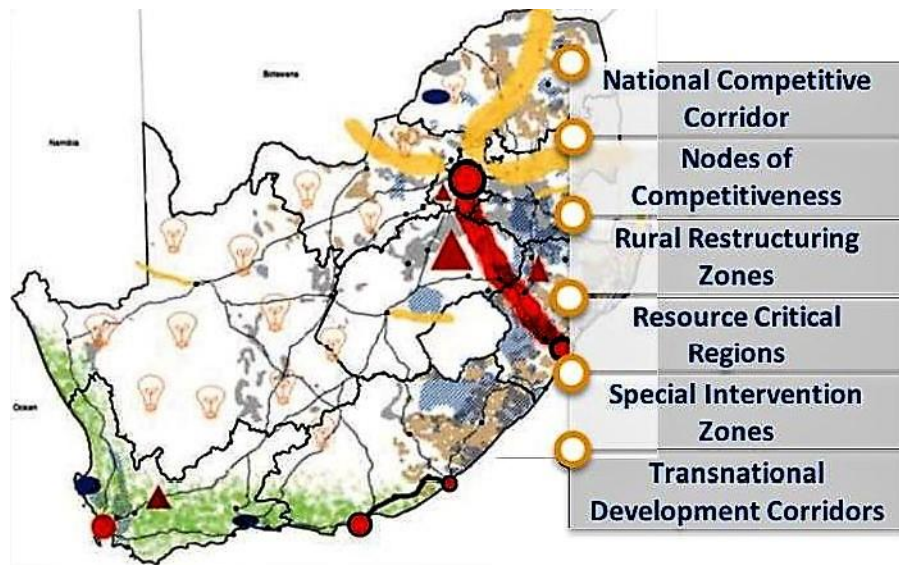 Botswana
Namibia
Ocean
National Competitive
Corridor
Nodes of
Competitiveness
Rural Restructuring
Zones
Resource Critical
Regions
Special Intervention
Zones
Transnational
Development Corridors